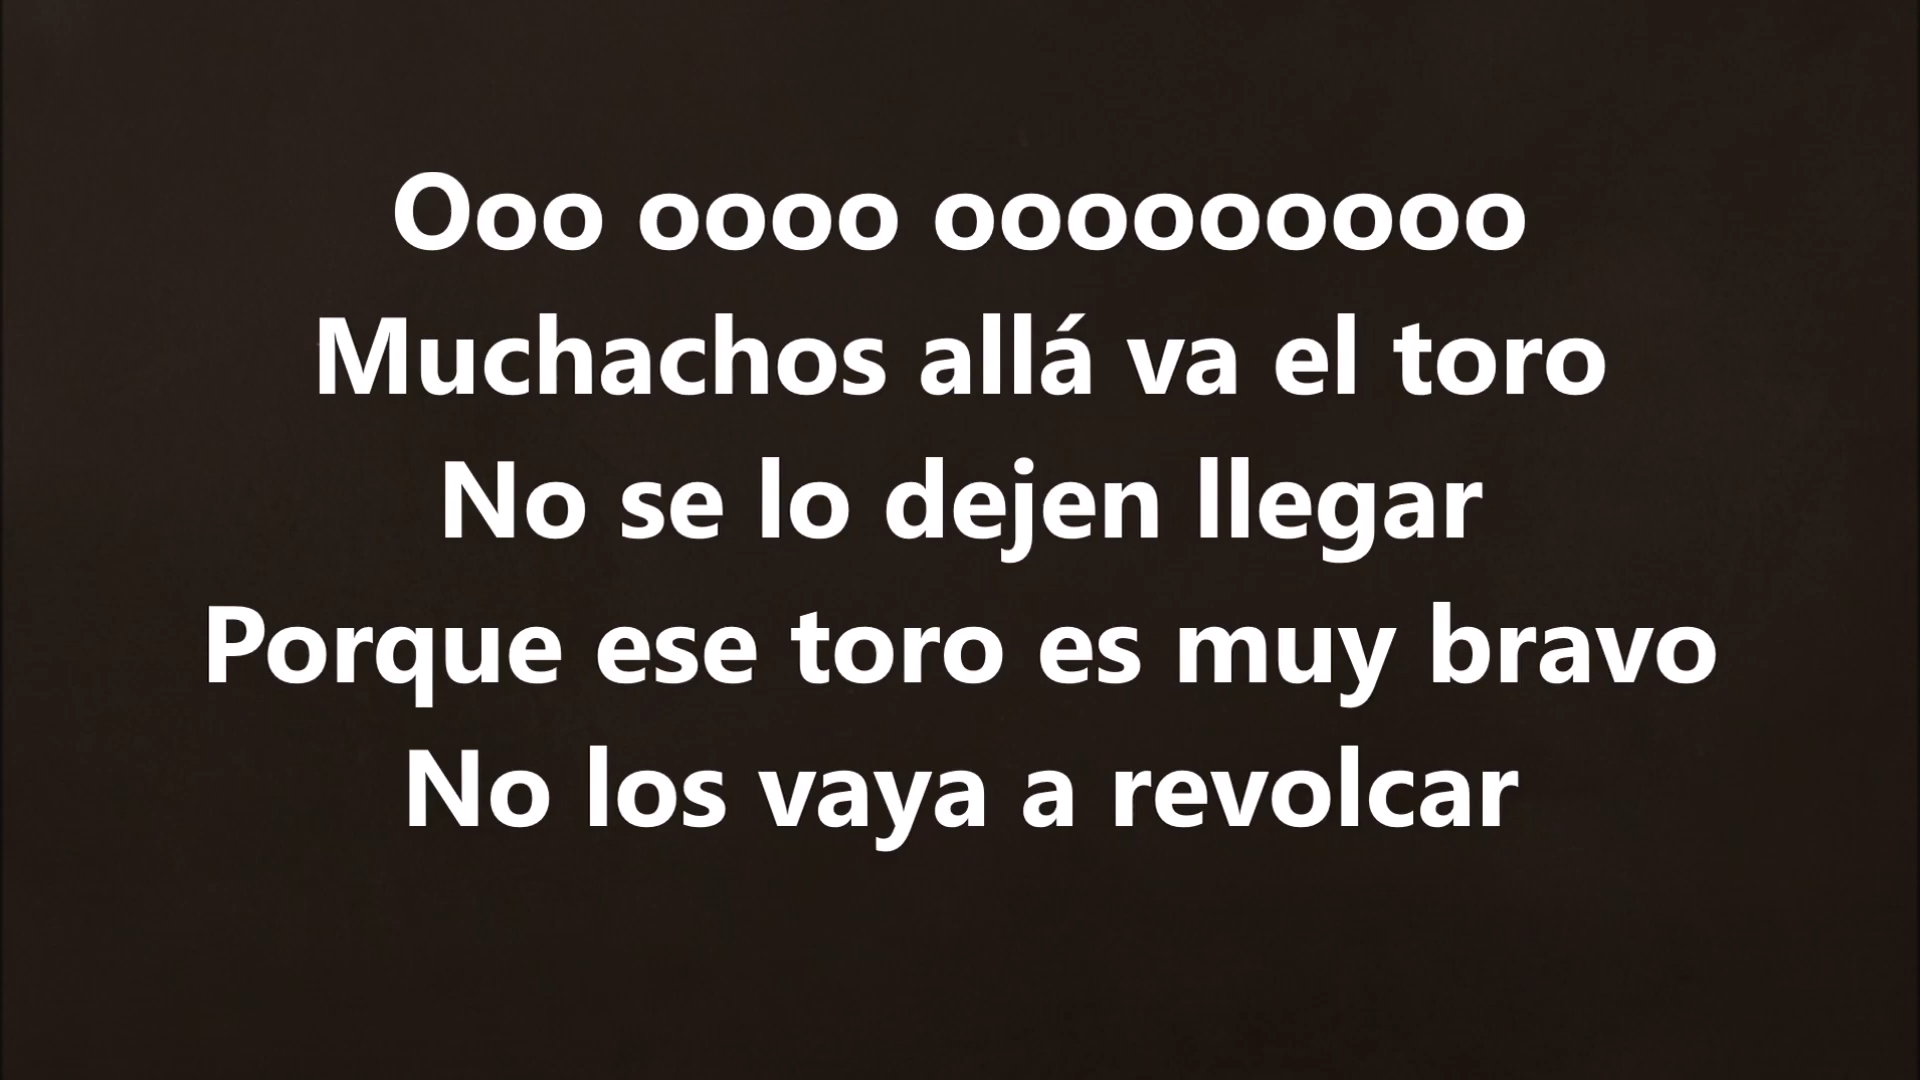 Ooo oooo ooooooooo
Muchachos allá va el toro
No se lo dejen llegar
Porque ese toro es muy bravo
No los vaya a revolcar